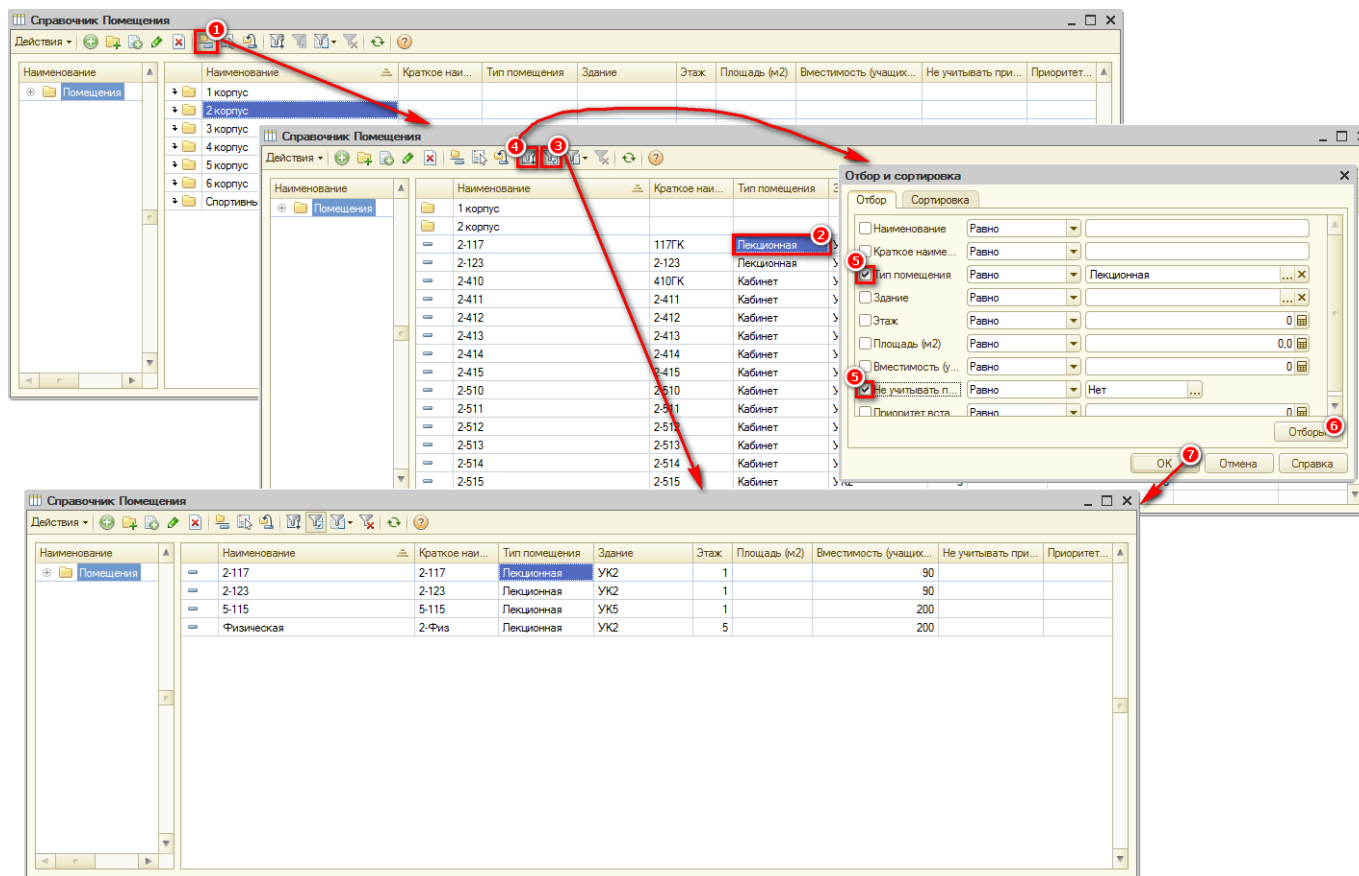 Справочник Помещения
1
Действия
Наименование
Наименование Краткое наи... Тип помещения Здание Этаж Площадь (м2) Вместимость (учащих... Не учитывать при... Приоритет...
Помещения
1 корпус
2 корпус
3 корпус
4 корпус
5 корпус
6 корпус
Справочник Помещения
4 3
Действия
Наименование
Наименование Краткое наи... Тип помещения
Помещения
1 корпус
2 корпус
2
2-117 117ГК Лекционная
2-123 2-123 Лекционная
2-410 410ГК Кабинет
2-411 2-411 Кабинет
2-412 2-412 Кабинет
2-413 2-413 Кабинет
2-414 2-414 Кабинет
2-415 2-415 Кабинет
2-510 2-510 Кабинет
2-511 2-511 Кабинет
2-512 2-512 Кабинет
2-513 2-513 Кабинет
2-514 2-514 Кабинет
2-515 2-515 Кабинет
Отбор и сортировка
Отбор Сортировка
Наименование Равно
Краткое наиме... Равно
5
Тип помещения Равно Лекционная ...
Здание Равно ...
Этаж Равно 0
Площадь (м2) Равно 0,0
Вместимость (у... Равно 0
5
Не учитывать п... Равно Нет ...
Приоритет вста... Равно 0
Отборы 6
OK 7 Отмена Справка
Справочник Помещения
Действия
Наименование
Наименование Краткое наи... Тип помещения Здание Этаж Площадь (м2) Вместимость (учащих... Не учитывать при... Приоритет...
Помещения
2-117 2-117 Лекционная УК2 1 90
2-123 2-123 Лекционная УК2 1 90
5-115 5-115 Лекционная УК5 1 200
Физическая 2-Физ Лекционная УК2 5 200